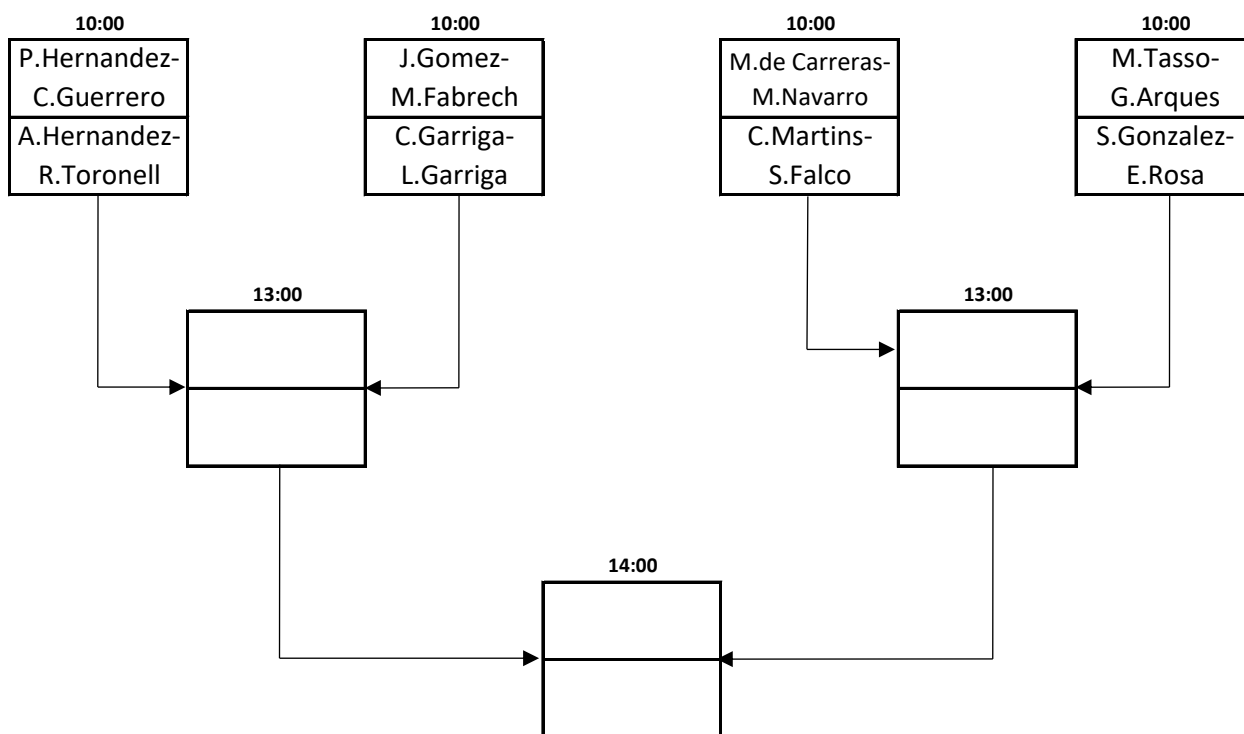 10:00
P.Hernandez-
C.Guerrero
A.Hernandez-
R.Toronell
10:00
J.Gomez-
M.Fabrech
C.Garriga-
L.Garriga
10:00
M.de Carreras-
M.Navarro
C.Martins-
S.Falco
10:00
M.Tasso-
G.Arques
S.Gonzalez-
E.Rosa
13:00
13:00
14:00